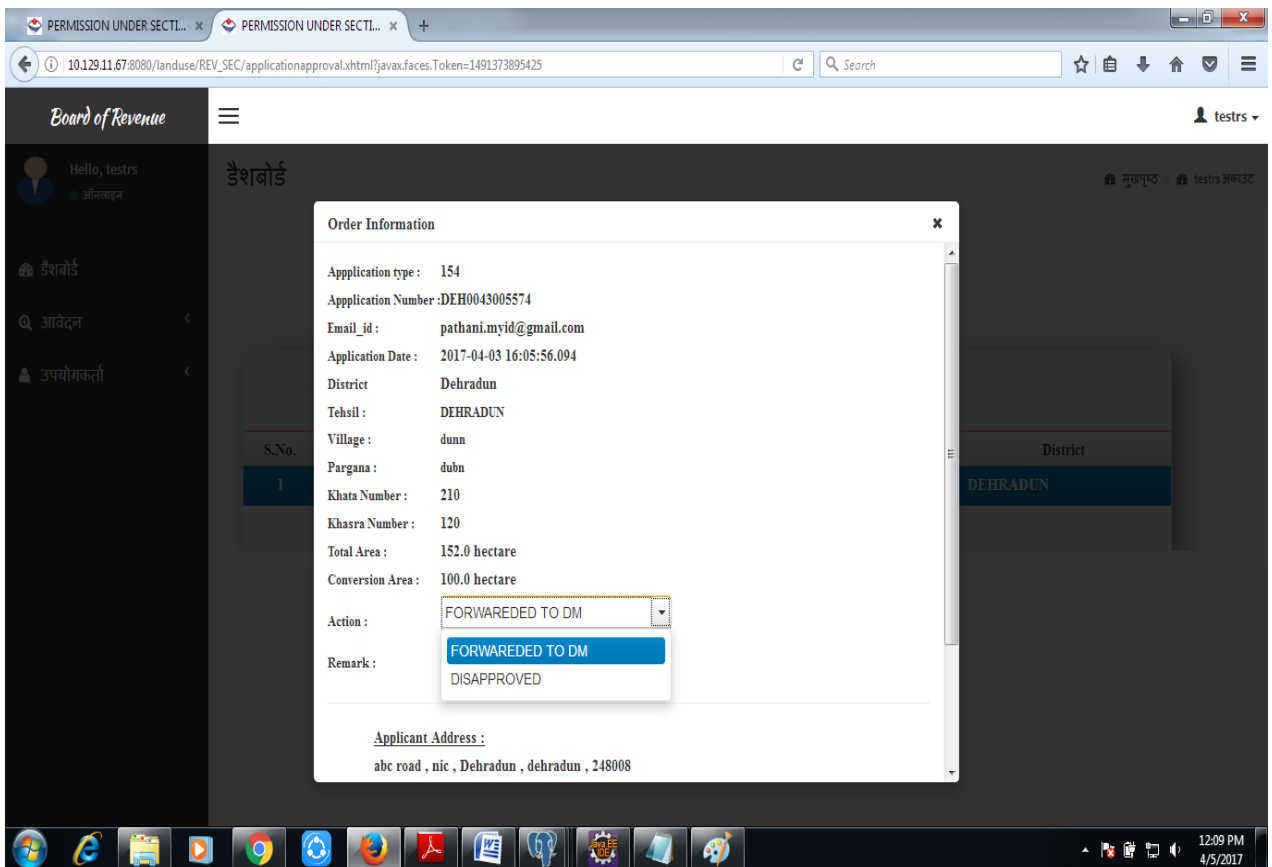 PERMISSION UNDER SECTI... PERMISSION UNDER SECTI...
10.129.11.67:8080/landuse/REV_SEC/applicationapproval.xhtml?javax.faces.Token=1491373895425 Search
Board of Revenue testrs
Hello, testrs
ऑनलाइन
डैशबोर्ड
मुखपृष्ठ testrs अकाउंट
डैशबोर्ड
आवेदन
उपयोगकर्ता
Order Information
Appplication type : 154
Appplication Number :DEH0043005574
Email_id : pathani.myid@gmail.com
Application Date : 2017-04-03 16:05:56.094
District Dehradun
Tehsil : DEHRADUN
Village : dunn
Pargana : dubn
Khata Number : 210
Khasra Number : 120
Total Area : 152.0 hectare
Conversion Area : 100.0 hectare
Action : FORWAREDED TO DM
FORWAREDED TO DM
Remark :
DISAPPROVED
Applicant Address :
abc road , nic , Dehradun , dehradun , 248008
S.No. District
1 DEHRADUN
Java EE
IDE
12:09 PM
4/5/2017